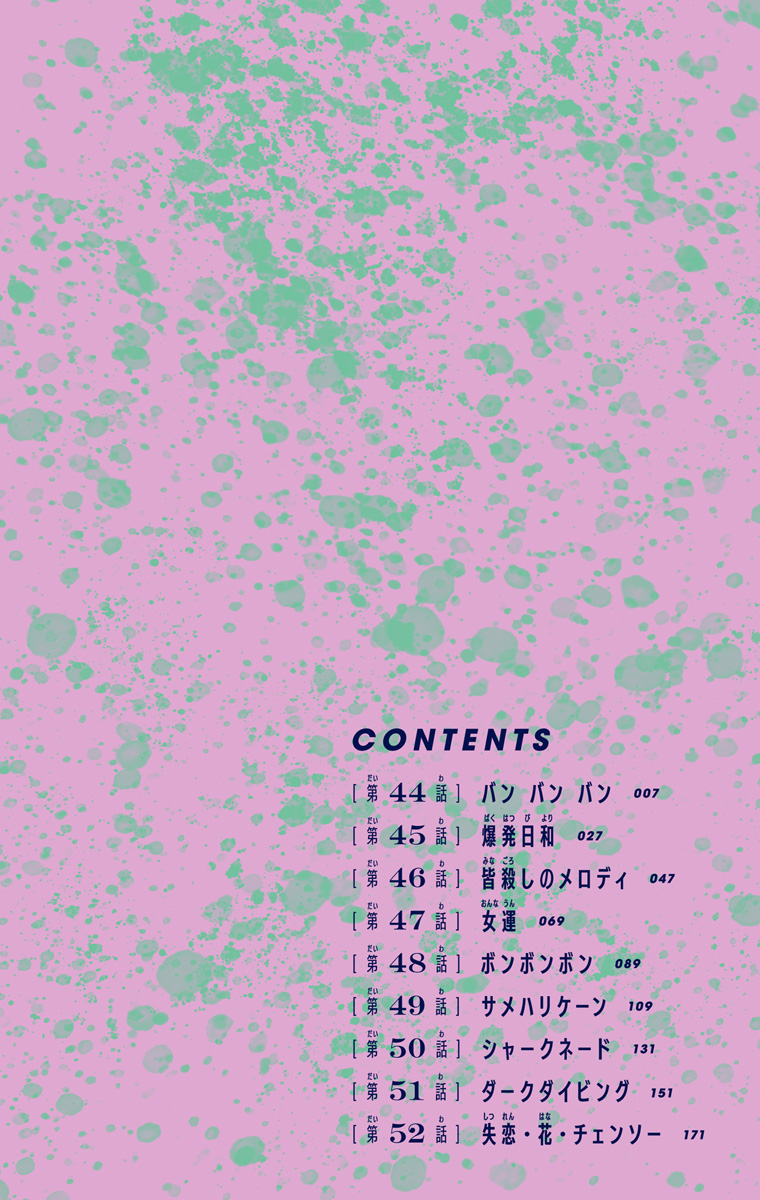 CONTENTS
[ 第44話 ] バン バン バン 007
[ 第45話 ] 爆発日和 027
[ 第46話 ] 皆殺しのメロディ 047
[ 第47話 ] 女運 069
[ 第48話 ] ボンボンボン 089
[ 第49話 ] サメハリケーン 109
[ 第50話 ] シャークネード 131
[ 第51話 ] ダークダイビング 151
[ 第52話 ] 失恋・花・チェンソー 171